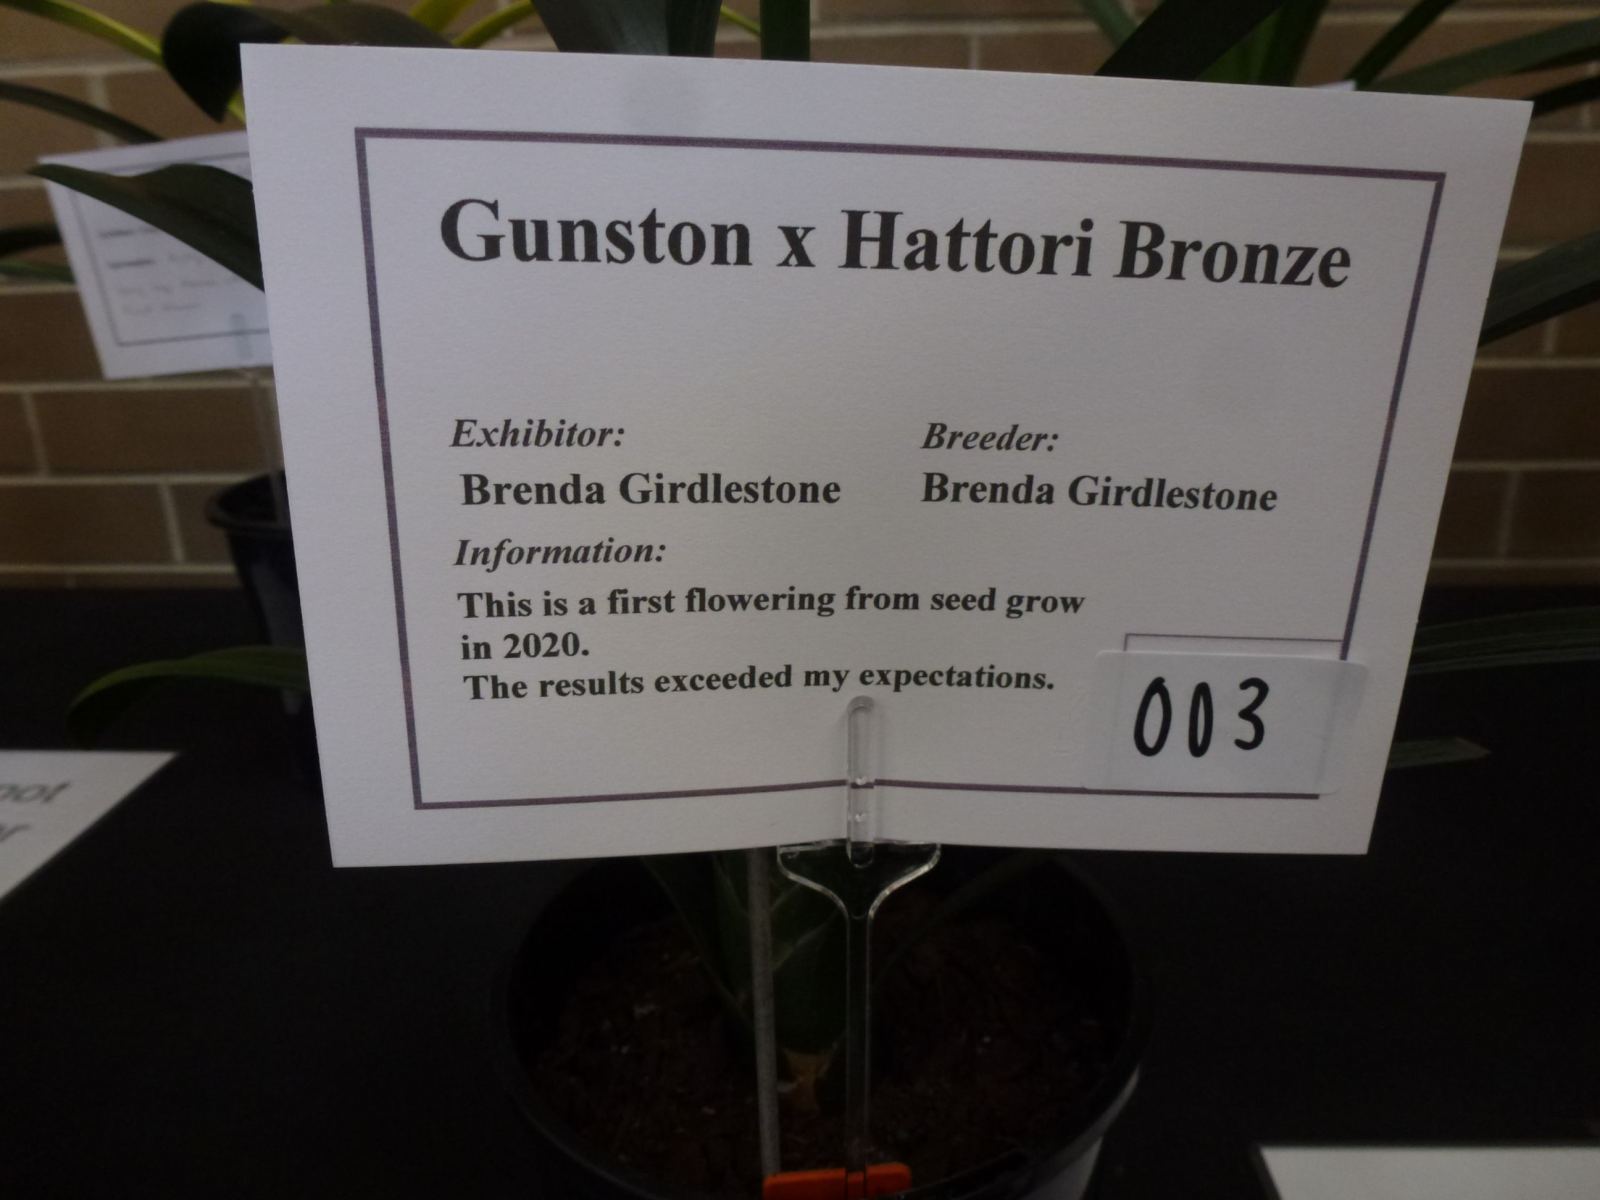 Gunston x Hattori Bronze
Exhibitor:
Breeder:
Brenda Girdlestone
Brenda Girdlestone
Information:
This is a first flowering from seed grow
in 2020.
The results exceeded my expectations.
003
not